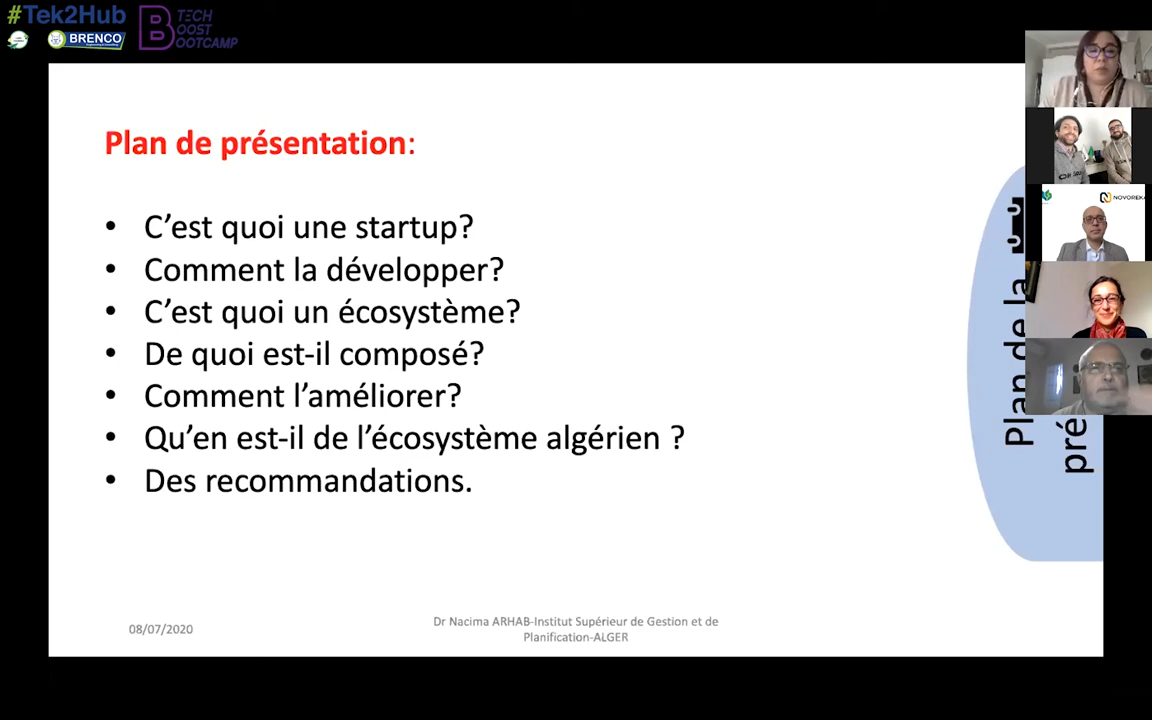 #Tek2Hub
BRENCO
TECH
BOOST
BOOTCAMP
Plan de présentation:
• C’est quoi une startup?
• Comment la développer?
• C’est quoi un écosystème?
• De quoi est-il composé?
• Comment l’améliorer?
• Qu’en est-il de l’écosystème algérien ?
• Des recommandations.
Plan de la
pré
NOVOREKA
08/07/2020
Dr Nacima ARHAB-Institut Supérieur de Gestion et de
Planification-ALGER